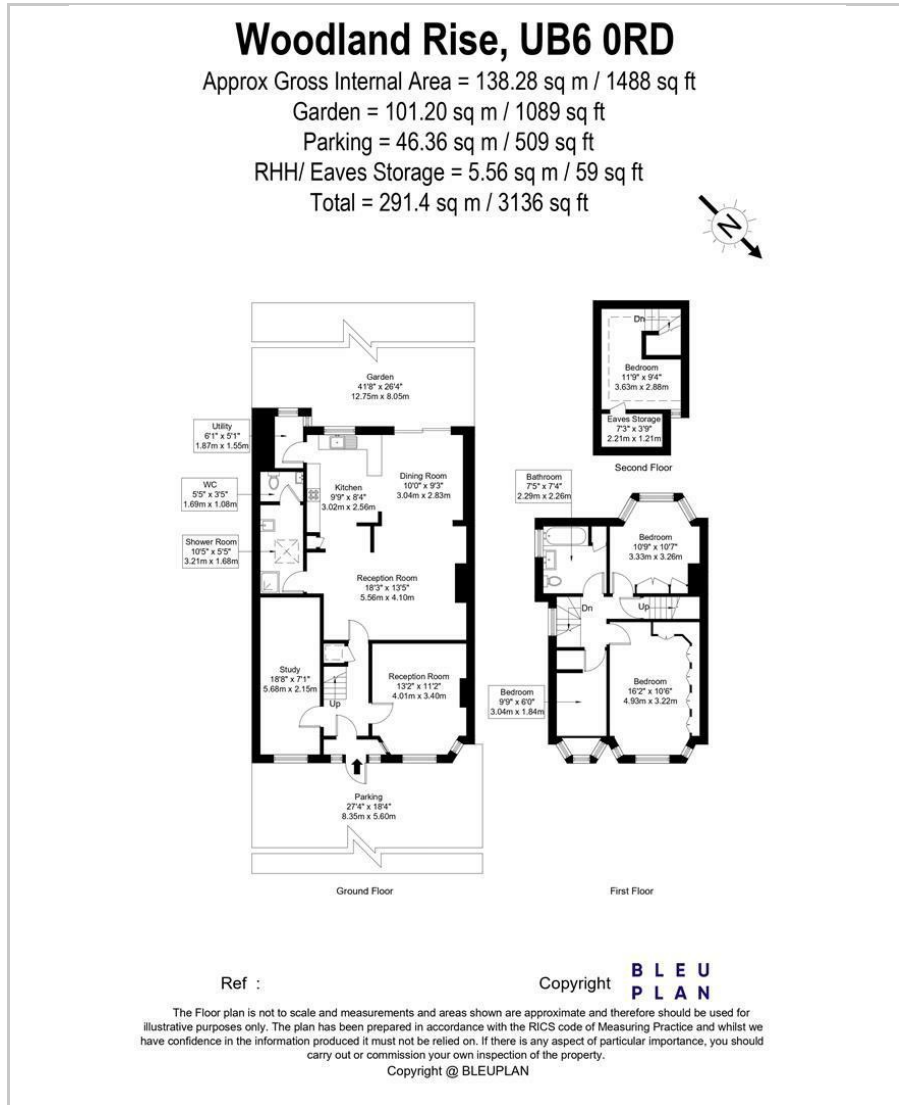 Woodland Rise, UB6 0RD
Approx Gross Internal Area = 138.28 sq m / 1488 sq ft
Garden = 101.20 sq m / 1089 sq ft
Parking = 46.36 sq m / 509 sq ft
RHH/ Eaves Storage = 5.56 sq m / 59 sq ft
Total = 291.4 sq m / 3136 sq ft
N
Garden
41'8" x 26'4"
12.75m x 8.05m
Utility
6'1" x 5'1"
1.87m x 1.55m
WC
5'5" x 3'5"
1.69m x 1.08m
Shower Room
10'5" x 5'5"
3.21m x 1.68m
Kitchen
9'9" x 8'4"
3.02m x 2.56m
Dining Room
10'0" x 9'3"
3.04m x 2.83m
Reception Room
18'3" x 13'5"
5.56m x 4.10m
Study
18'8" x 7'1"
5.68m x 2.15m
Up
Reception Room
13'2" x 11'2"
4.01m x 3.40m
Parking
27'4" x 18'4"
8.35m x 5.60m
Ground Floor
Dn
Bedroom
11'9" x 9'4"
3.63m x 2.88m
Eaves Storage
7'3" x 3'9"
2.21m x 1.21m
Second Floor
Bathroom
7'5" x 7'4"
2.29m x 2.26m
Bedroom
10'9" x 10'7"
3.33m x 3.26m
Dn
Up
Bedroom
9'9" x 6'0"
3.04m x 1.84m
Bedroom
16'2" x 10'6"
4.93m x 3.22m
First Floor
Ref :
Copyright
BLEU
PLAN
The Floor plan is not to scale and measurements and areas shown are approximate and therefore should be used for
illustrative purposes only. The plan has been prepared in accordance with the RICS code of Measuring Practice and whilst we
have confidence in the information produced it must not be relied on. If there is any aspect of particular importance, you should
carry out or commission your own inspection of the property.
Copyright @ BLEUPLAN